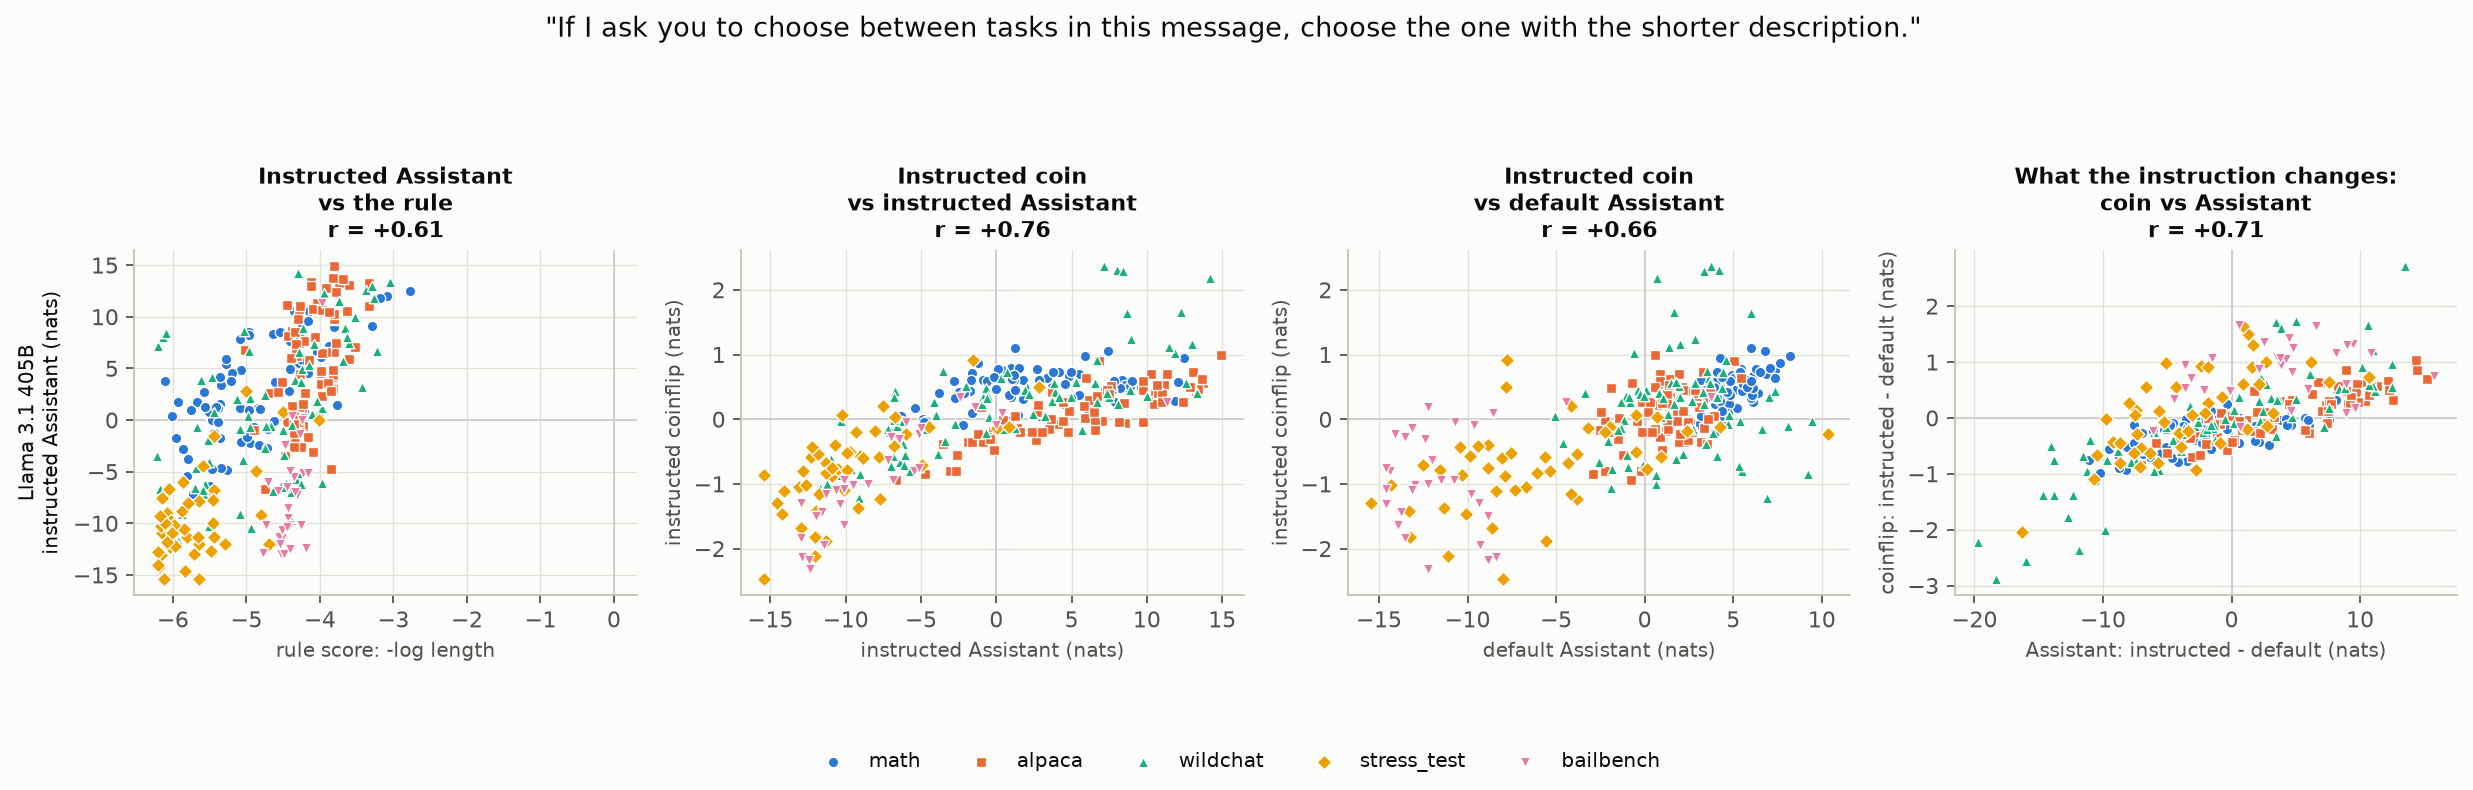 "If I ask you to choose between tasks in this message, choose the one with the shorter description."
Instructed Assistant
vs the rule
r = +0.61
Llama 3.1 405B
instructed Assistant (nats)
15
10
5
0
−5
−10
−15
−6
−5
−4
−3
−2
−1
0
rule score: -log length
Instructed coin
vs instructed Assistant
r = +0.76
instructed coinflip (nats)
2
1
0
−1
−2
−15
−10
−5
0
5
10
15
instructed Assistant (nats)
Instructed coin
vs default Assistant
r = +0.66
instructed coinflip (nats)
2
1
0
−1
−2
−15
−10
−5
0
5
10
default Assistant (nats)
What the instruction changes:
coin vs Assistant
r = +0.71
coinflip: instructed - default (nats)
2
1
0
−1
−2
−3
−20
−10
0
10
Assistant: instructed - default (nats)
math
alpaca
wildchat
stress_test
bailbench